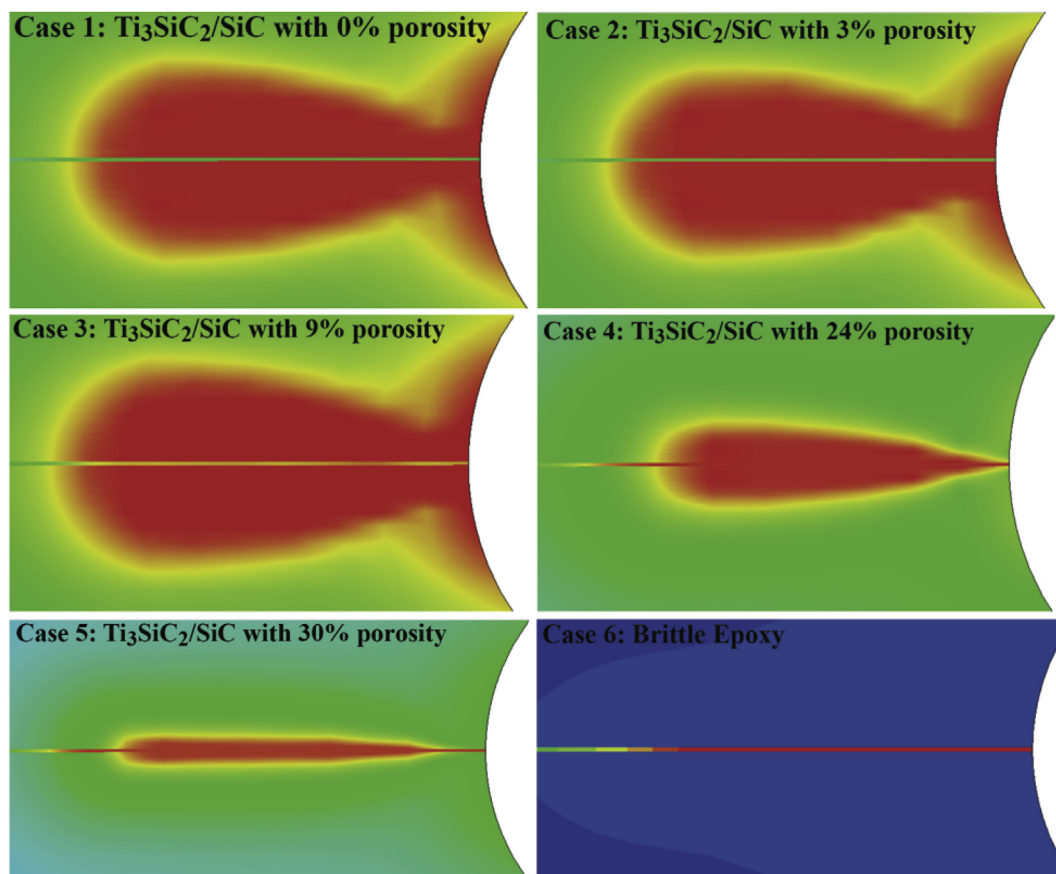 Case 1: Ti₃SiC₂/SiC with 0% porosity
Case 2: Ti₃SiC₂/SiC with 3% porosity
Case 3: Ti₃SiC₂/SiC with 9% porosity
Case 4: Ti₃SiC₂/SiC with 24% porosity
Case 5: Ti₃SiC₂/SiC with 30% porosity
Case 6: Brittle Epoxy